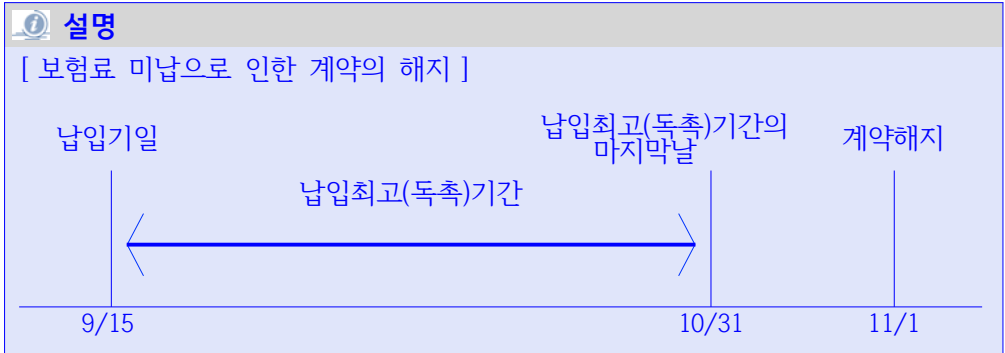 설명
[ 보험료 미납으로 인한 계약의 해지 ]
납입기일
납입최고(독촉)기간의
마지막날
계약해지
납입최고(독촉)기간
9/15
10/31
11/1